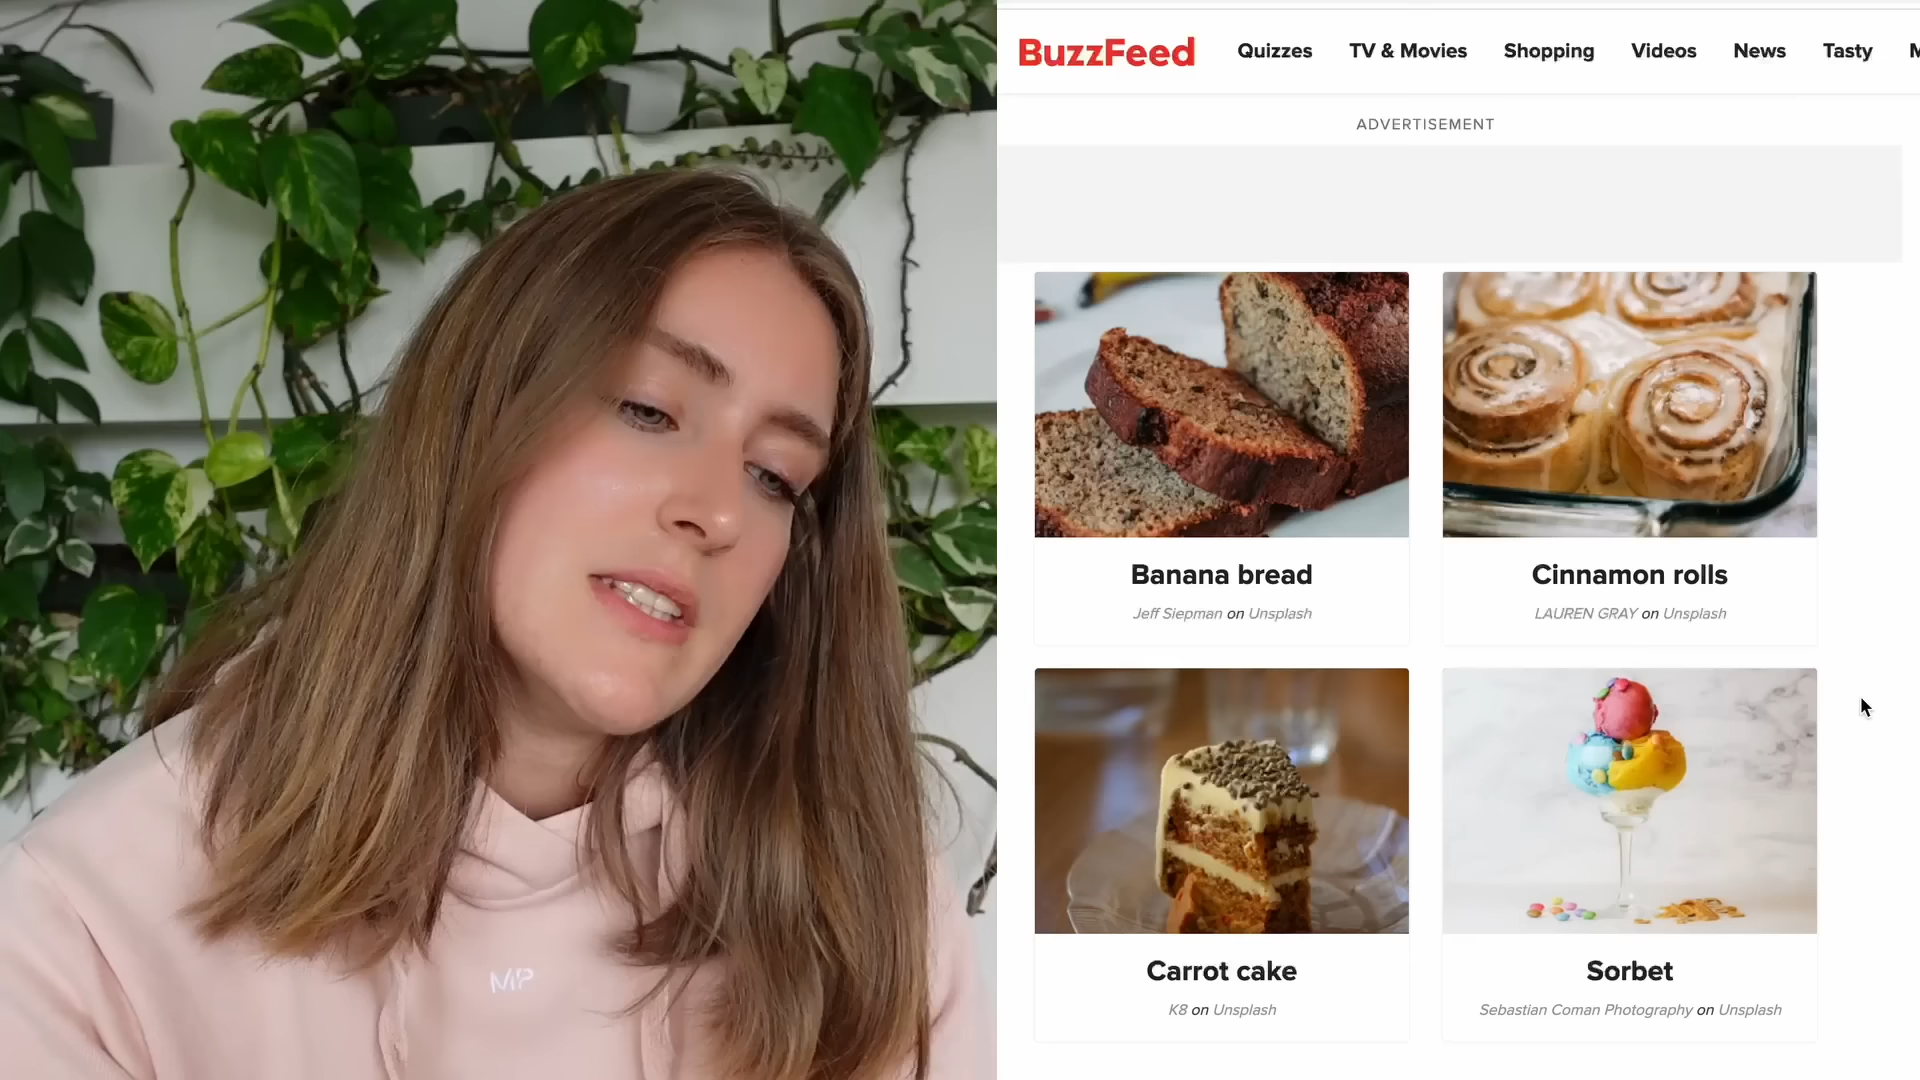 BuzzFeed Quizzes TV & Movies Shopping Videos News Tasty M
ADVERTISEMENT
Banana bread
Jeff Siepman on Unsplash
Cinnamon rolls
LAUREN GRAY on Unsplash
Carrot cake
K8 on Unsplash
Sorbet
Sebastian Coman Photography on Unsplash
MP